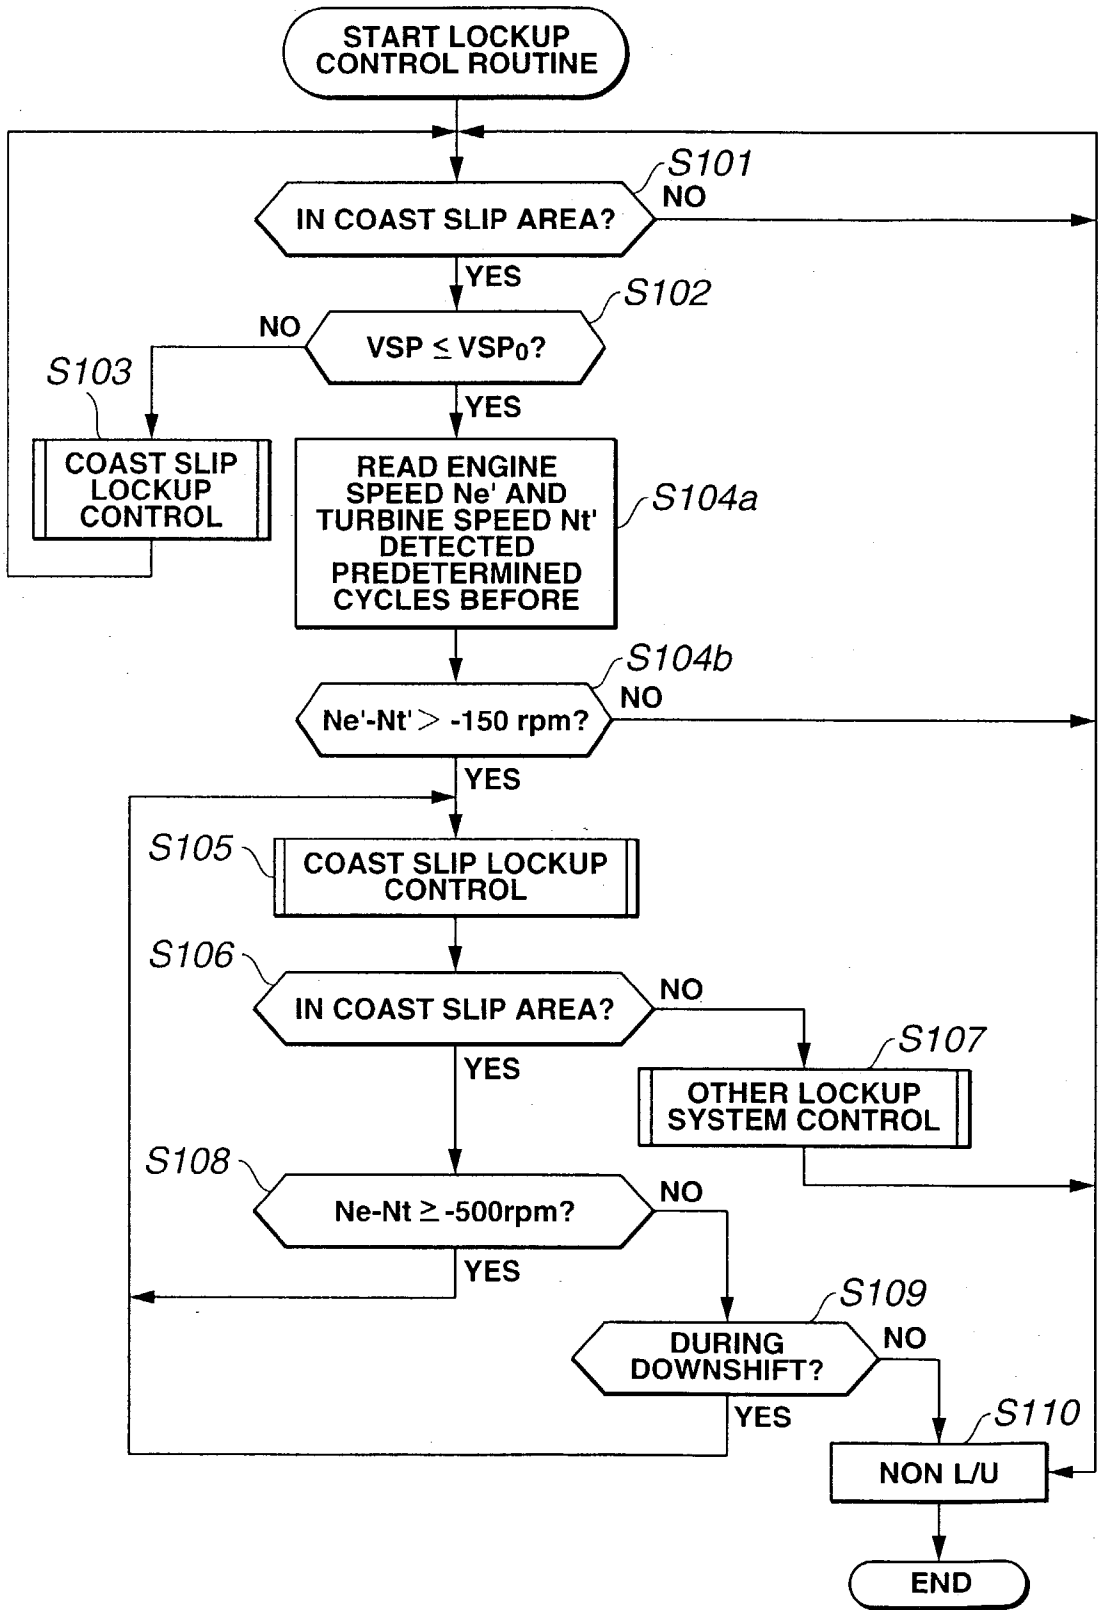 START LOCKUP
CONTROL ROUTINE
S101
IN COAST SLIP AREA?
NO
YES
S102
VSP ≤ VSP₀?
NO
YES
S103
COAST SLIP
LOCKUP
CONTROL
READ ENGINE
SPEED Ne' AND
TURBINE SPEED Nt'
DETECTED
PREDETERMINED
CYCLES BEFORE
S104a
S104b
Ne'-Nt' > -150 rpm?
NO
YES
S105
COAST SLIP LOCKUP
CONTROL
S106
IN COAST SLIP AREA?
NO
YES
S107
OTHER LOCKUP
SYSTEM CONTROL
S108
Ne-Nt ≥ -500rpm?
NO
YES
S109
DURING
DOWNSHIFT?
NO
YES
S110
NON L/U
END